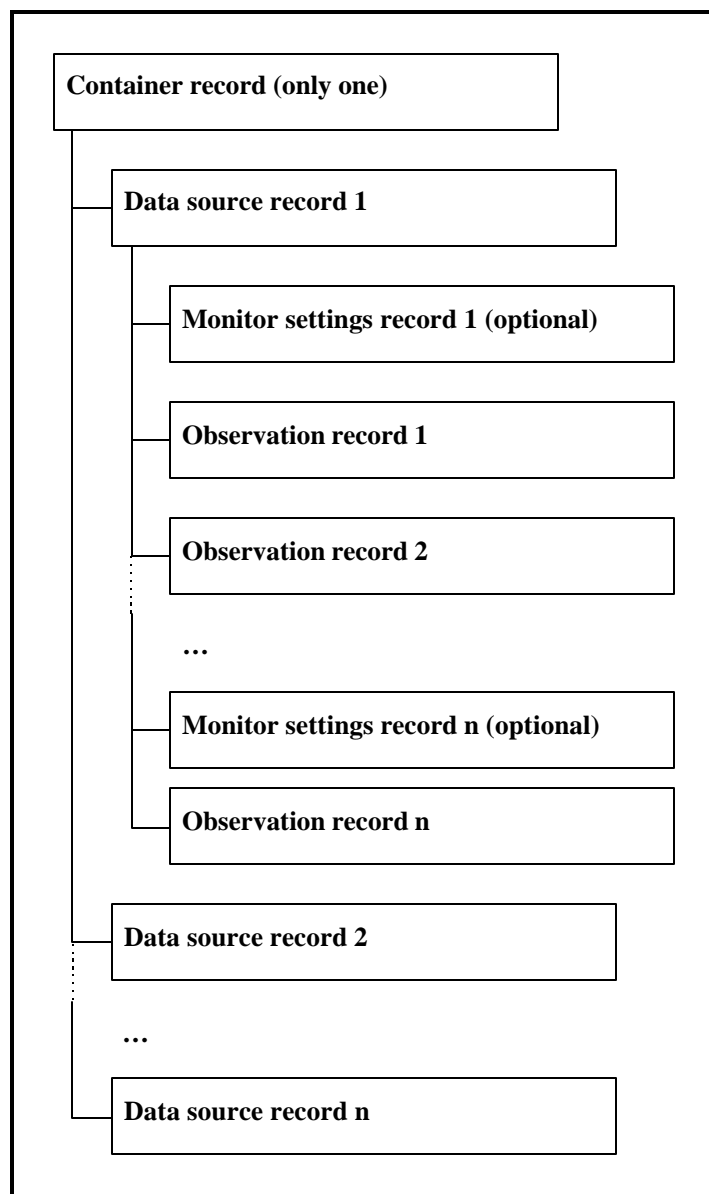 Container record (only one)
Data source record 1
Monitor settings record 1 (optional)
Observation record 1
Observation record 2
...
Monitor settings record n (optional)
Observation record n
Data source record 2
...
Data source record n